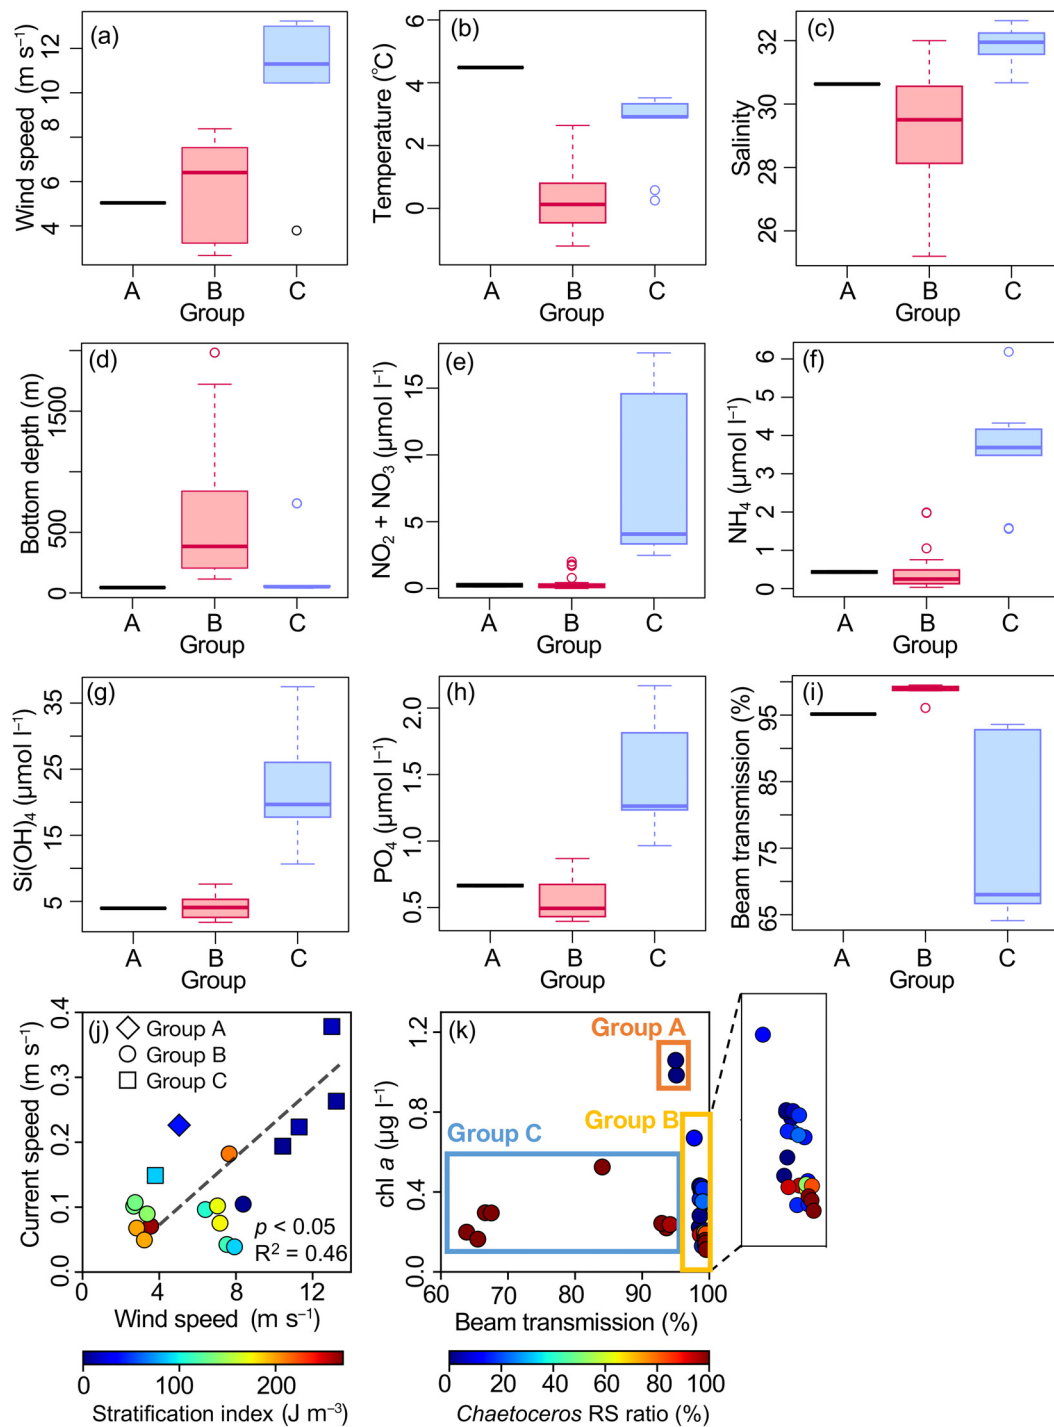 (a)
Wind speed (m s⁻¹)
12
10
8
6
4
A B C
Group
(b)
Temperature (°C)
6
4
2
0
A B C
Group
(c)
Salinity
32
30
28
26
A B C
Group
(d)
Bottom depth (m)
1500
500
0
A B C
Group
(e)
NO₂ + NO₃ (µmol l⁻¹)
15
10
5
0
A B C
Group
(f)
NH₄ (µmol l⁻¹)
6
4
3
1
0
A B C
Group
(g)
Si(OH)₄ (µmol l⁻¹)
35
25
15
5
A B C
Group
(h)
PO₄ (µmol l⁻¹)
2.0
1.5
1.0
0.5
A B C
Group
(i)
Beam transmission (%)
95
85
75
65
A B C
Group
(j)
Group A
Group B
Group C
Current speed (m s⁻¹)
0.4
0.3
0.2
0.1
0.0
p < 0.05
R² = 0.46
0 4 8 12
Wind speed (m s⁻¹)
0 100 200
Stratification index (J m⁻³)
(k)
Group A
Group B
Group C
chl a (µg l⁻¹)
1.2
0.8
0.4
0.0
60 70 80 90 100
Beam transmission (%)
0 20 40 60 80 100
Chaetoceros RS ratio (%)